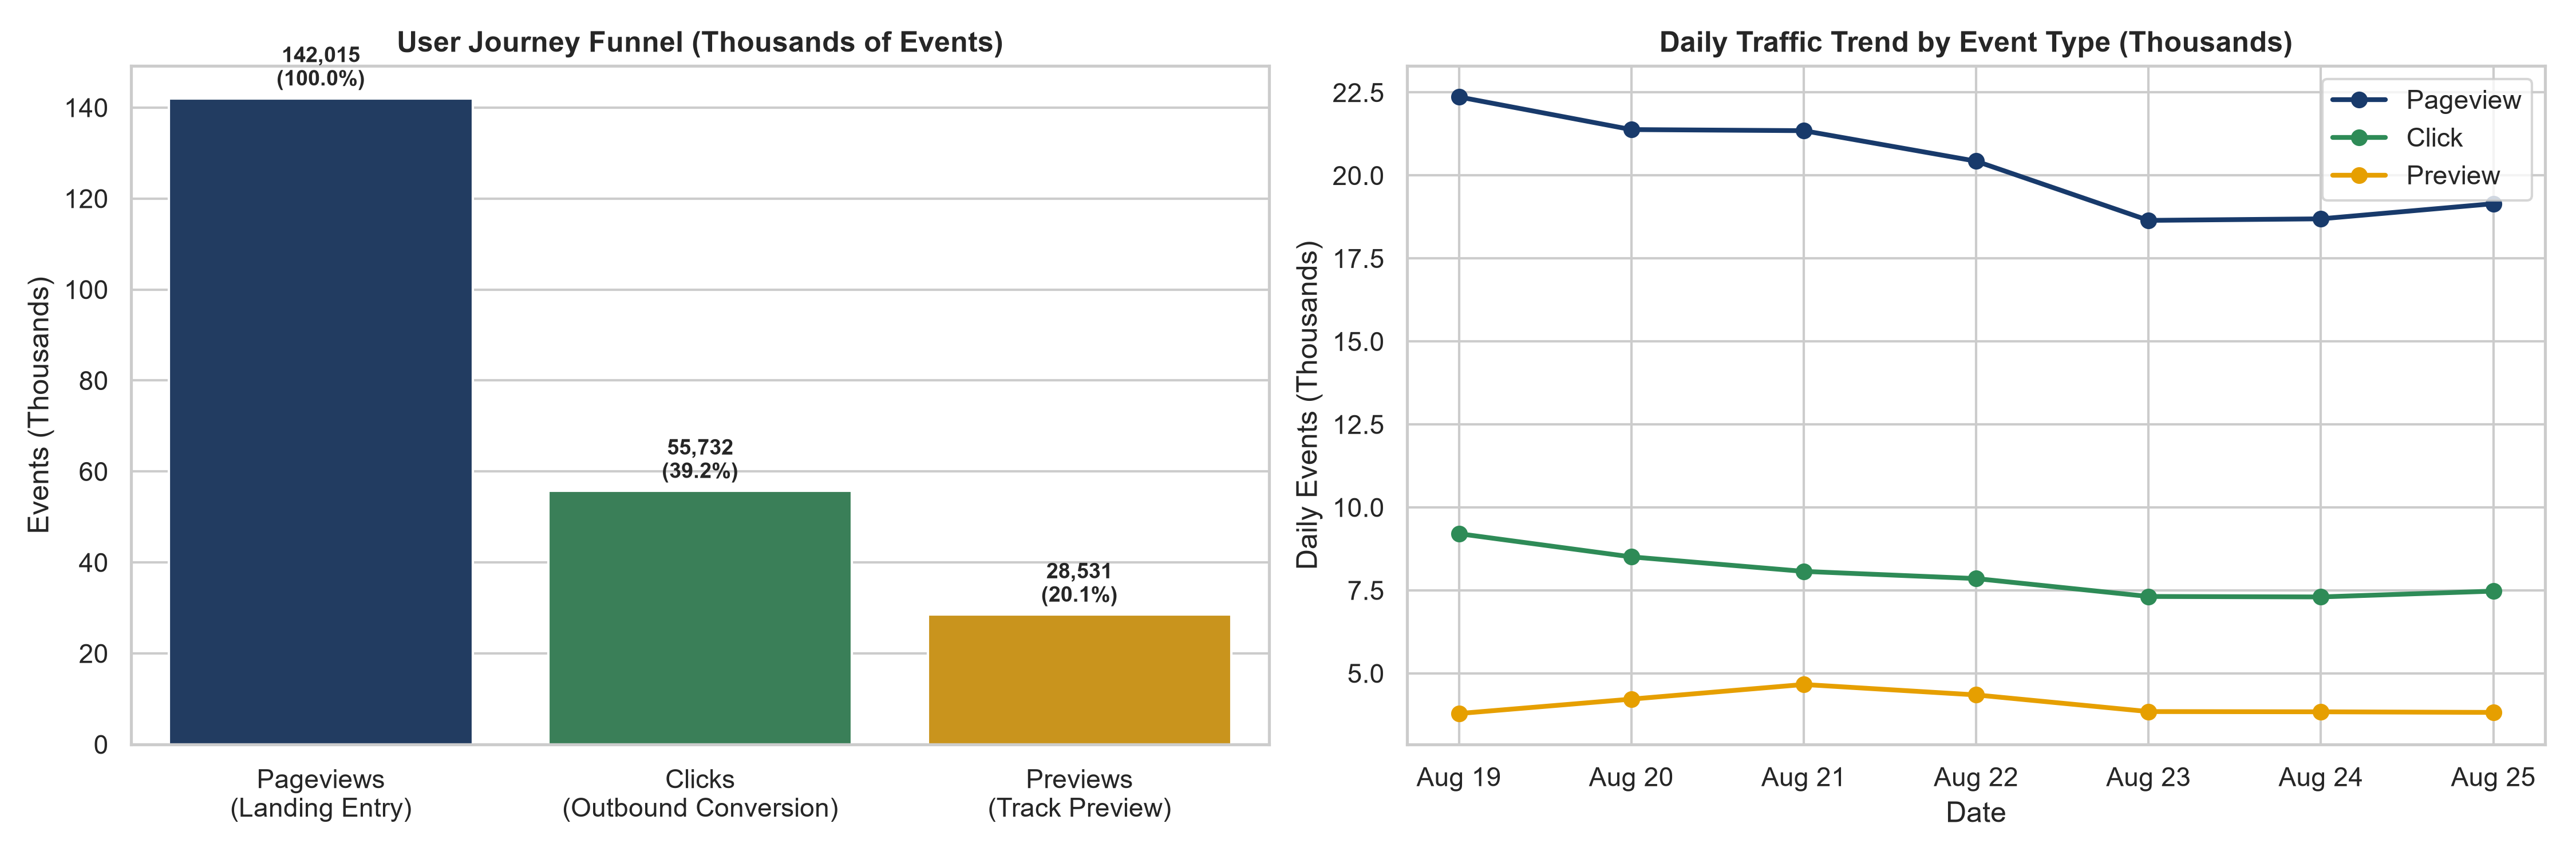 User Journey Funnel (Thousands of Events)
142,015
(100.0%)
55,732
(39.2%)
28,531
(20.1%)
Events (Thousands)
140
120
100
80
60
40
20
0
Pageviews
(Landing Entry)
Clicks
(Outbound Conversion)
Previews
(Track Preview)
Daily Traffic Trend by Event Type (Thousands)
Pageview
Click
Preview
Daily Events (Thousands)
22.5
20.0
17.5
15.0
12.5
10.0
7.5
5.0
Aug 19
Aug 20
Aug 21
Aug 22
Aug 23
Aug 24
Aug 25
Date